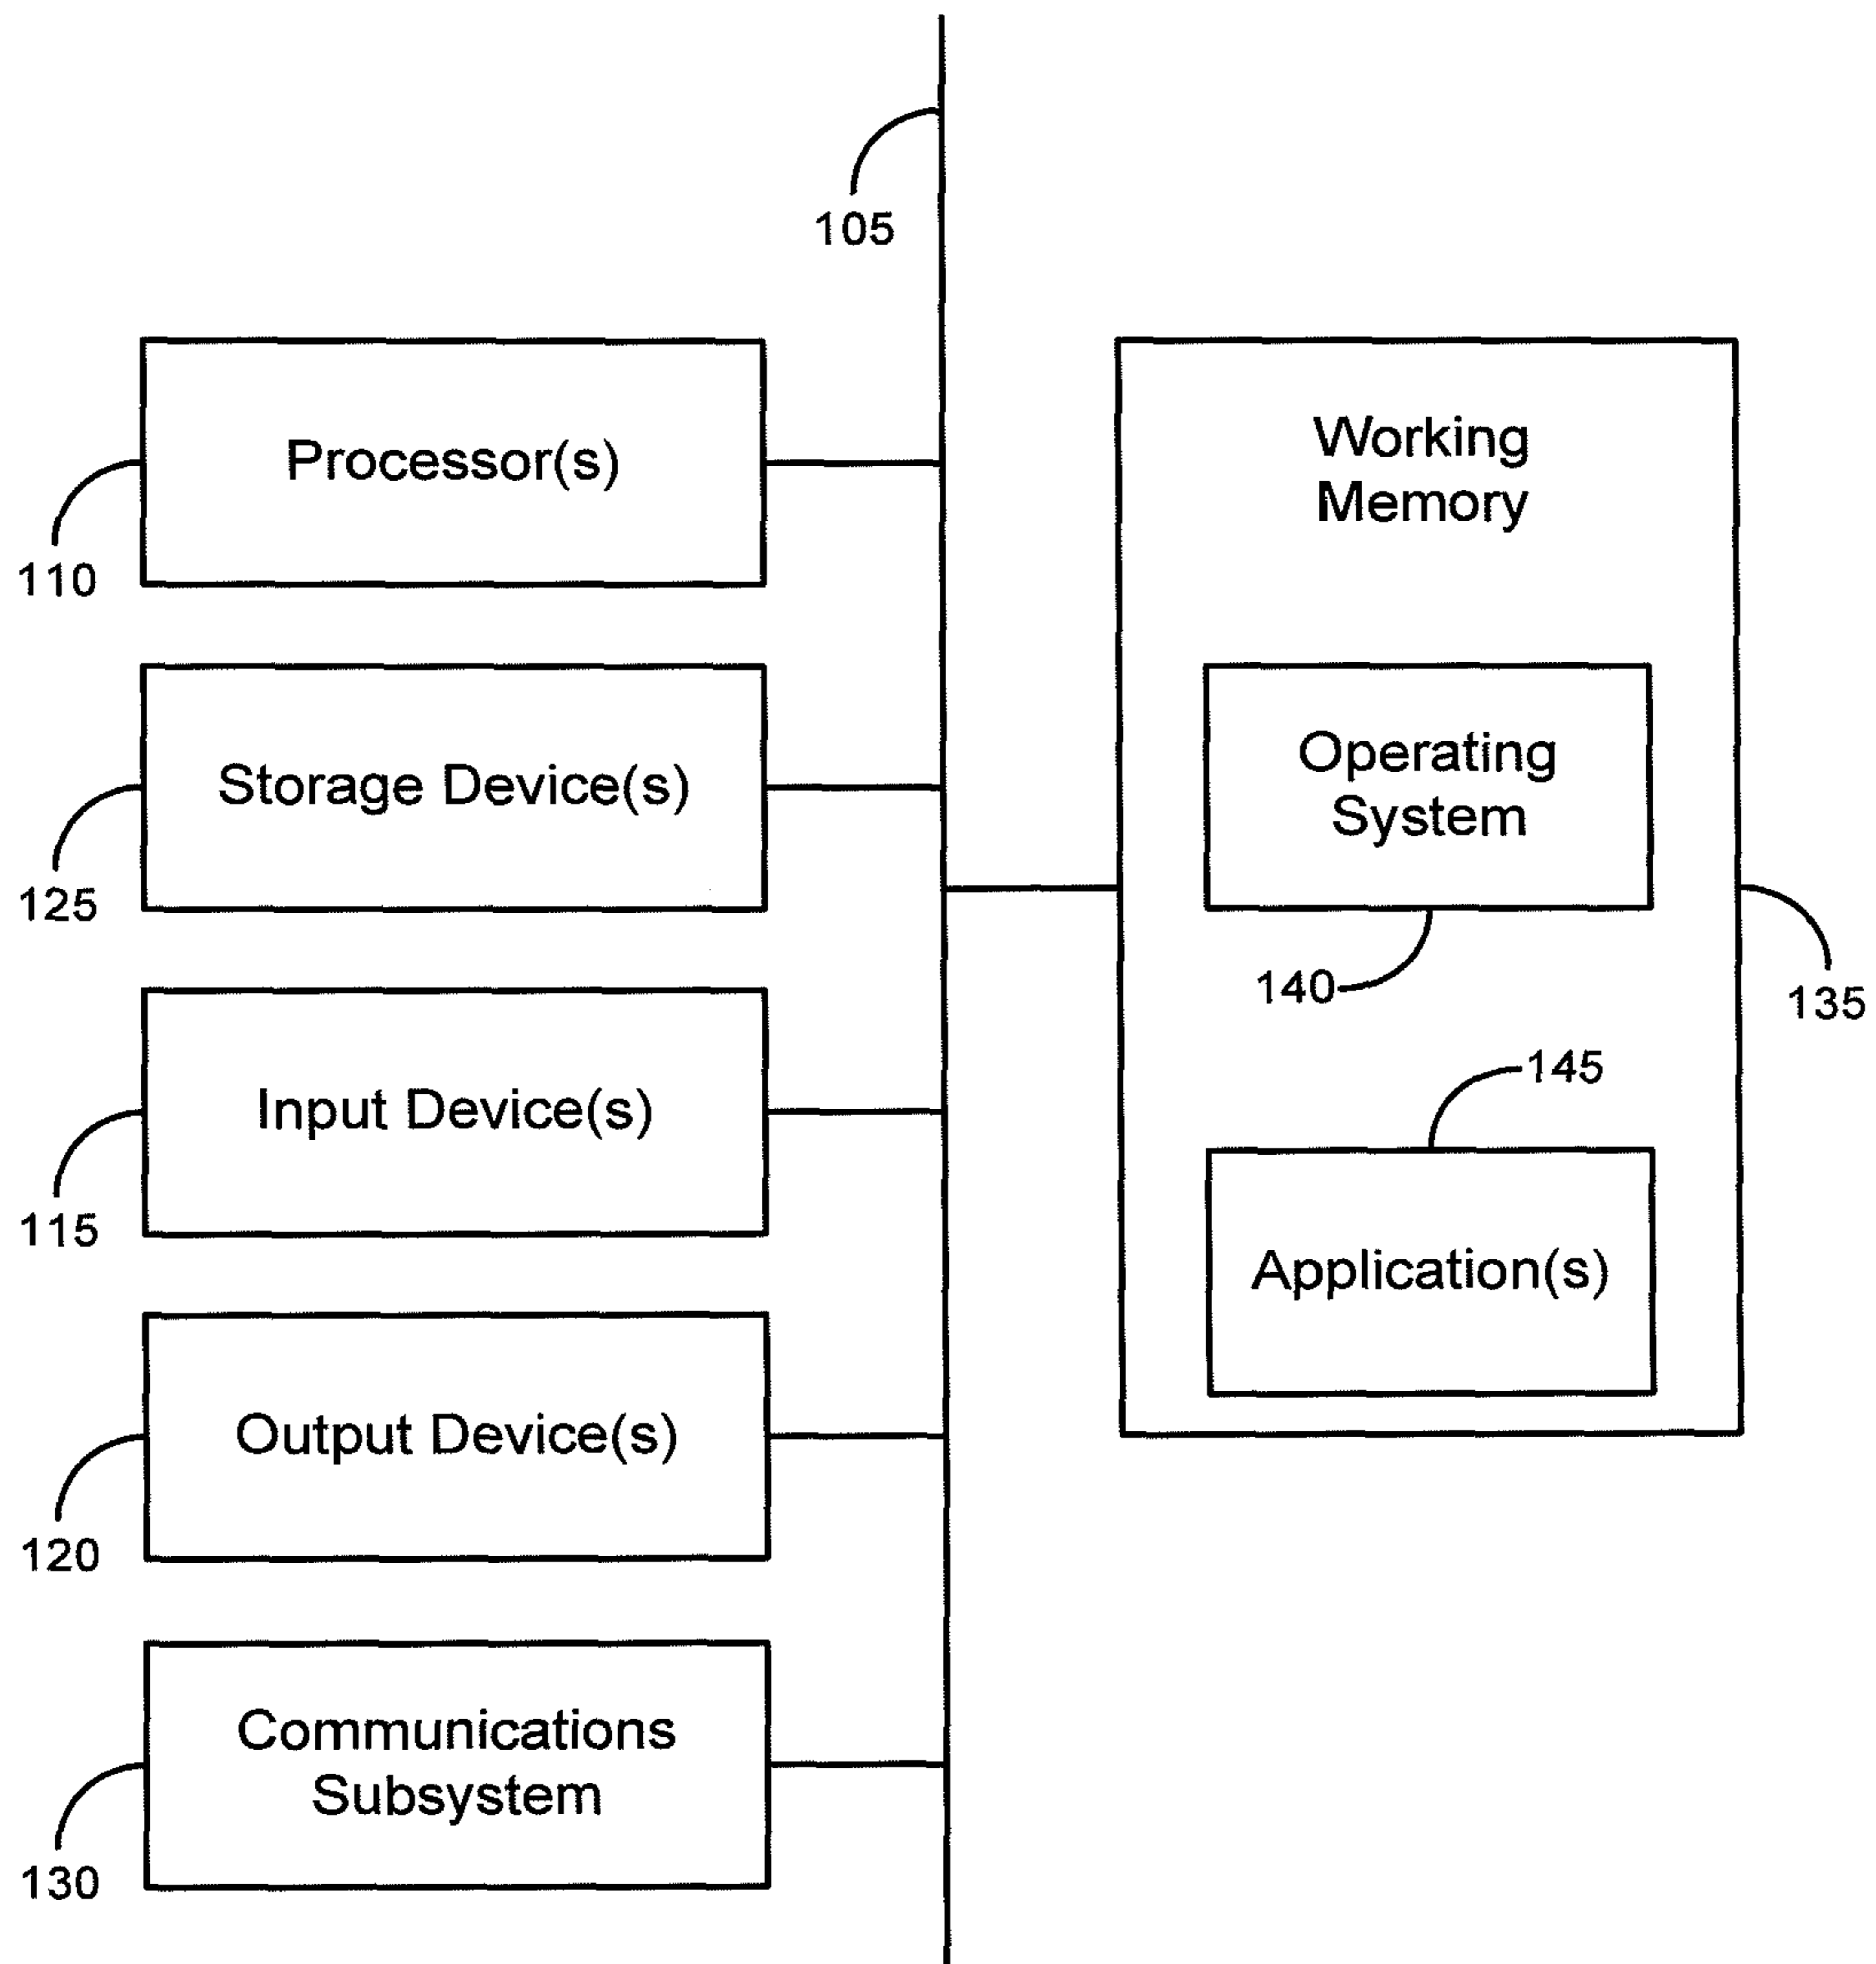 105
Processor(s)
110
Storage Device(s)
125
Input Device(s)
115
Output Device(s)
120
Communications
Subsystem
130
Working
Memory
Operating
System
140
135
145
Application(s)